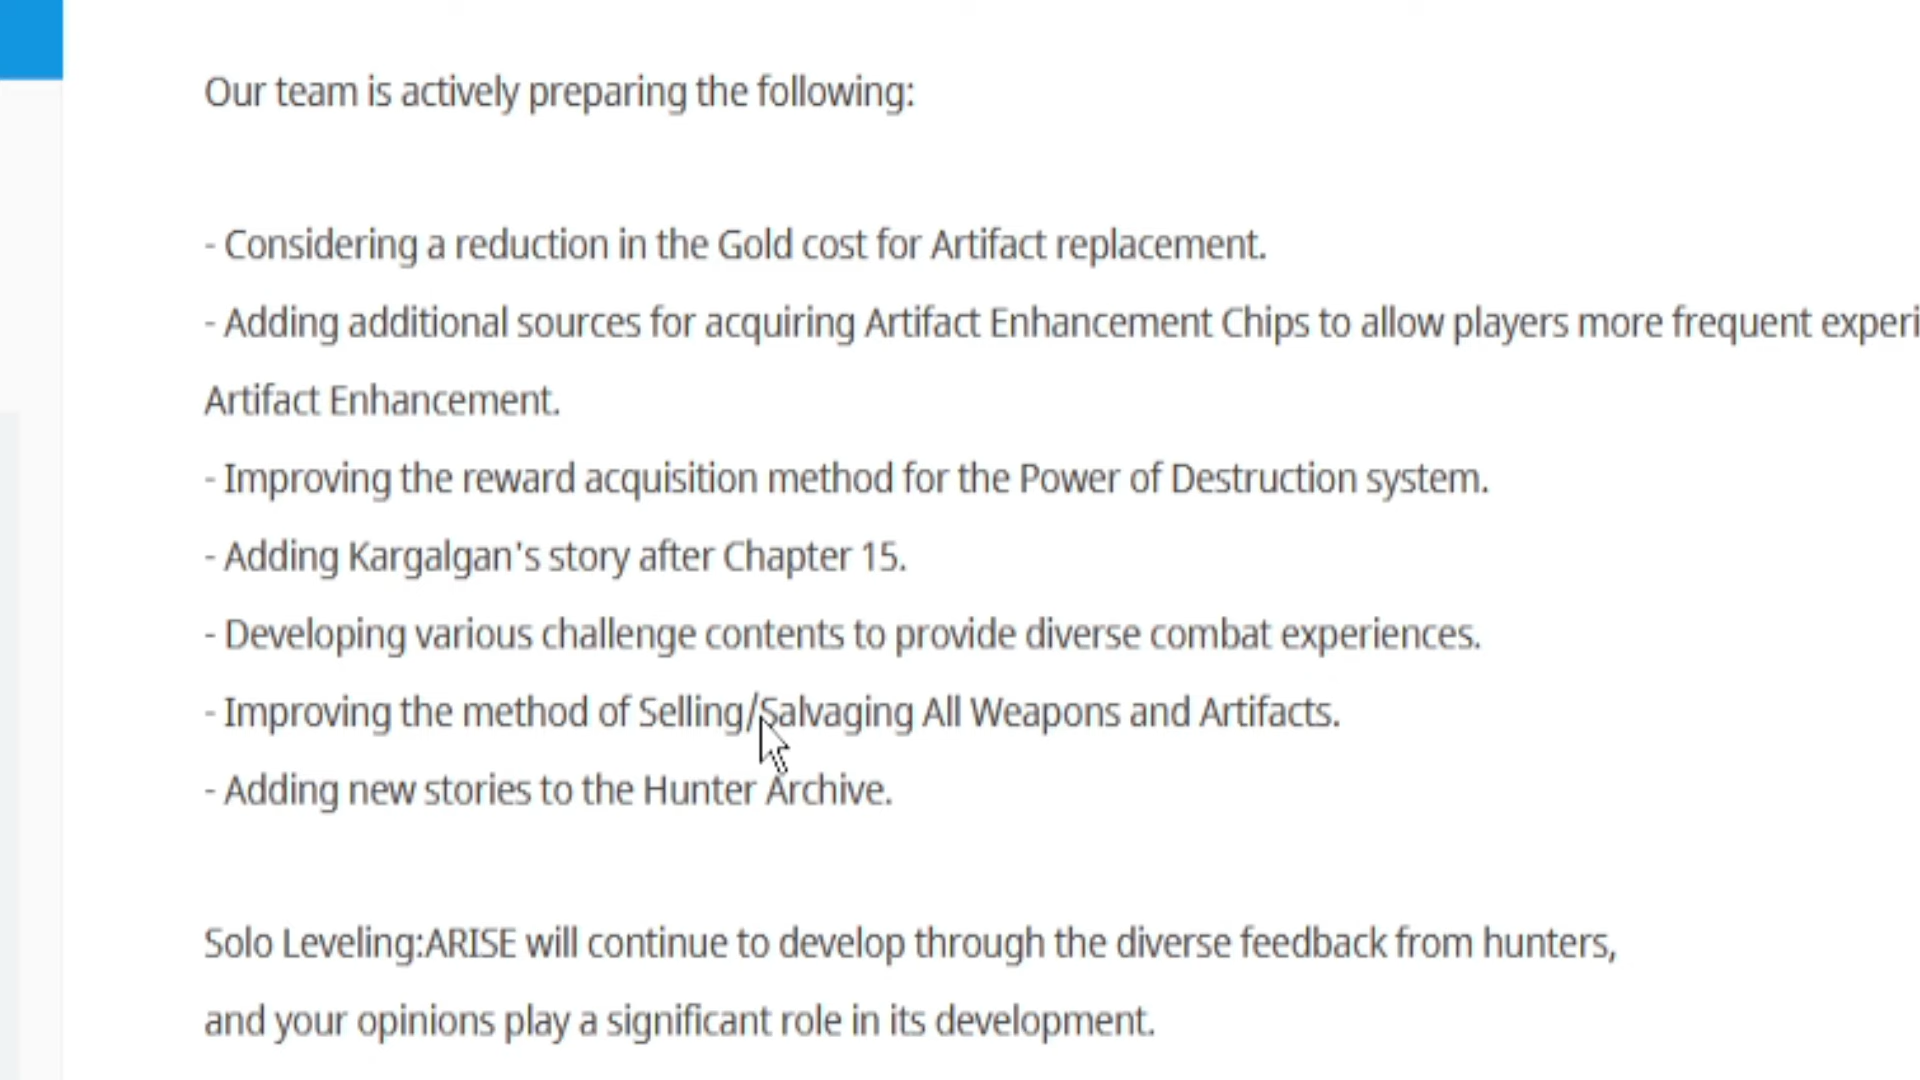 Our team is actively preparing the following:
- Considering a reduction in the Gold cost for Artifact replacement.
- Adding additional sources for acquiring Artifact Enhancement Chips to allow players more frequent
Artifact Enhancement.
- Improving the reward acquisition method for the Power of Destruction system.
- Adding Kargalgan's story after Chapter 15.
- Developing various challenge contents to provide diverse combat experiences.
- Improving the method of Selling/Salvaging All Weapons and Artifacts.
- Adding new stories to the Hunter Archive.
Solo Leveling:ARISE will continue to develop through the diverse feedback from hunters,
and your opinions play a significant role in its development.